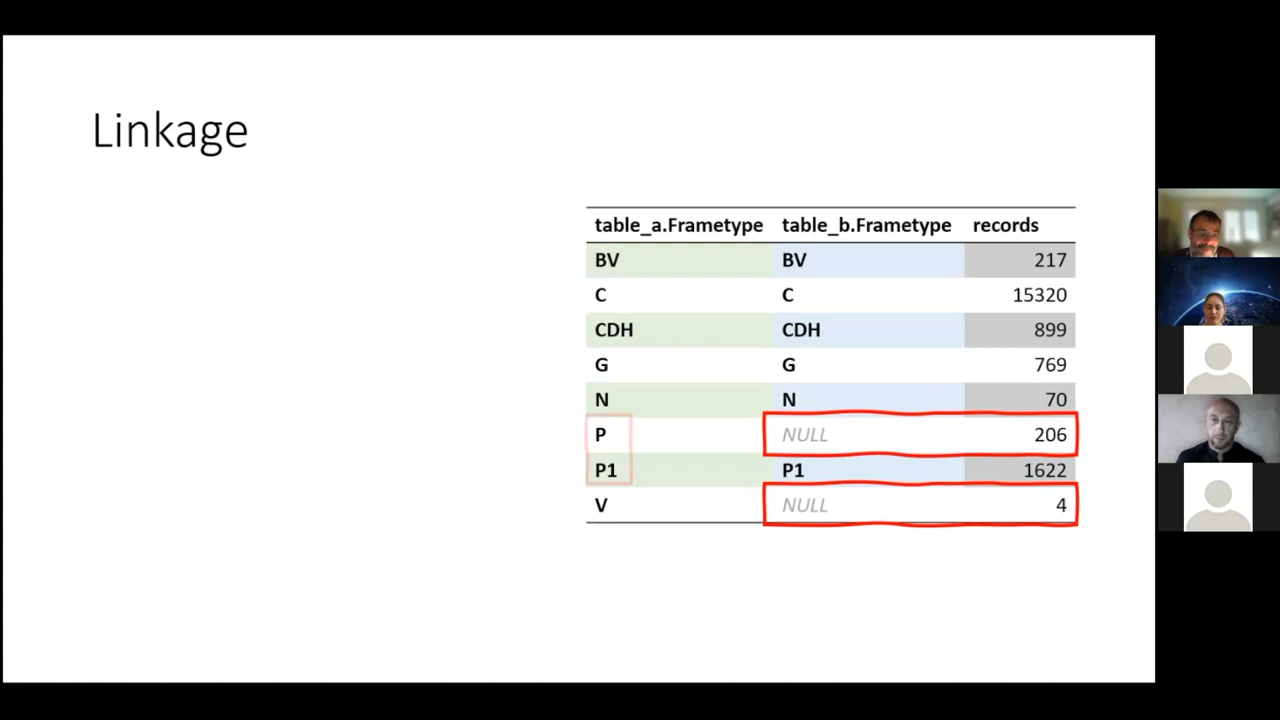 Linkage
table_a.Frametype table_b.Frametype records
BV BV 217
C C 15320
CDH CDH 899
G G 769
N N 70
P NULL 206
P1 P1 1622
V NULL 4